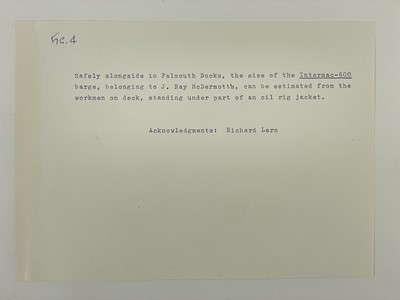 FIG. 4
Safely alongside in Falmouth Docks, the size of the Intermac-600
barge, belonging to J. Ray McDermott's, can be estimated from the
workmen on deck, standing under part of an oil rig jacket.
Acknowledgments: Richard Larn